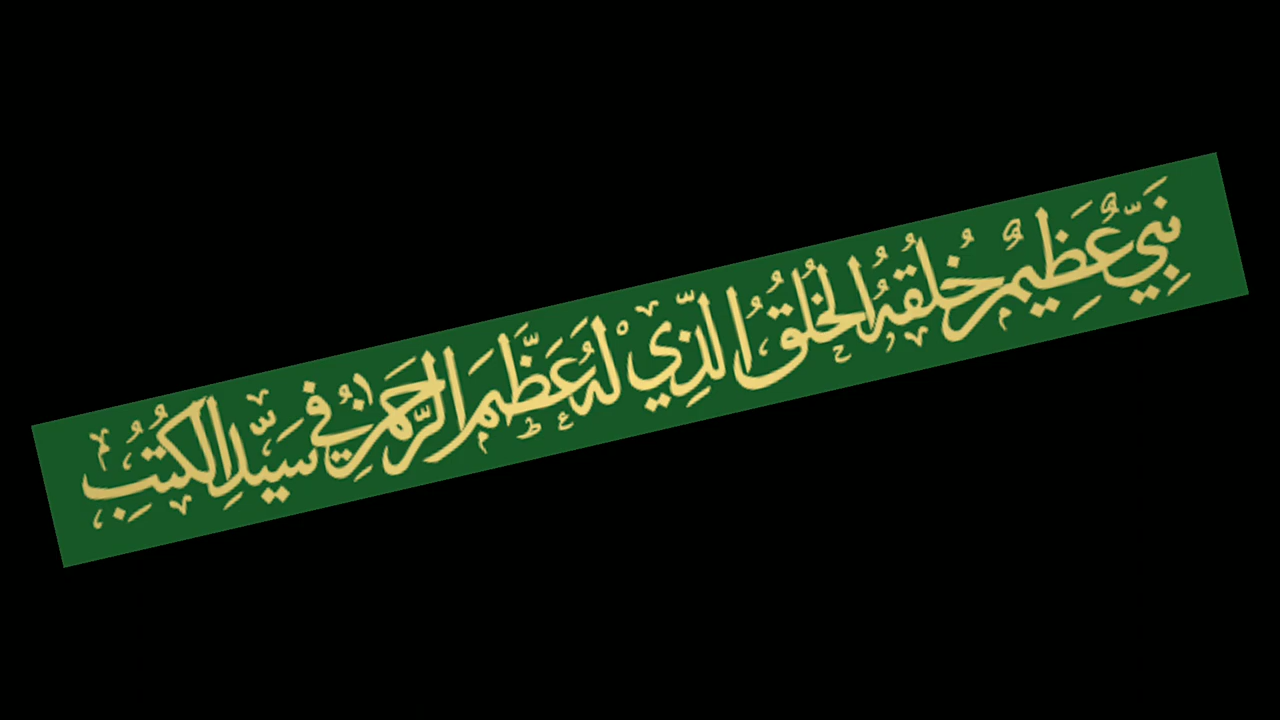 نَبِيٌّ عَظِيمٌ خُلْقُهُ الْخُلُقُ الَّذِي لَهُ عَظَّمَ الرَّحْمٰنُ فِي سَيِّدِ الْكُتُبِ